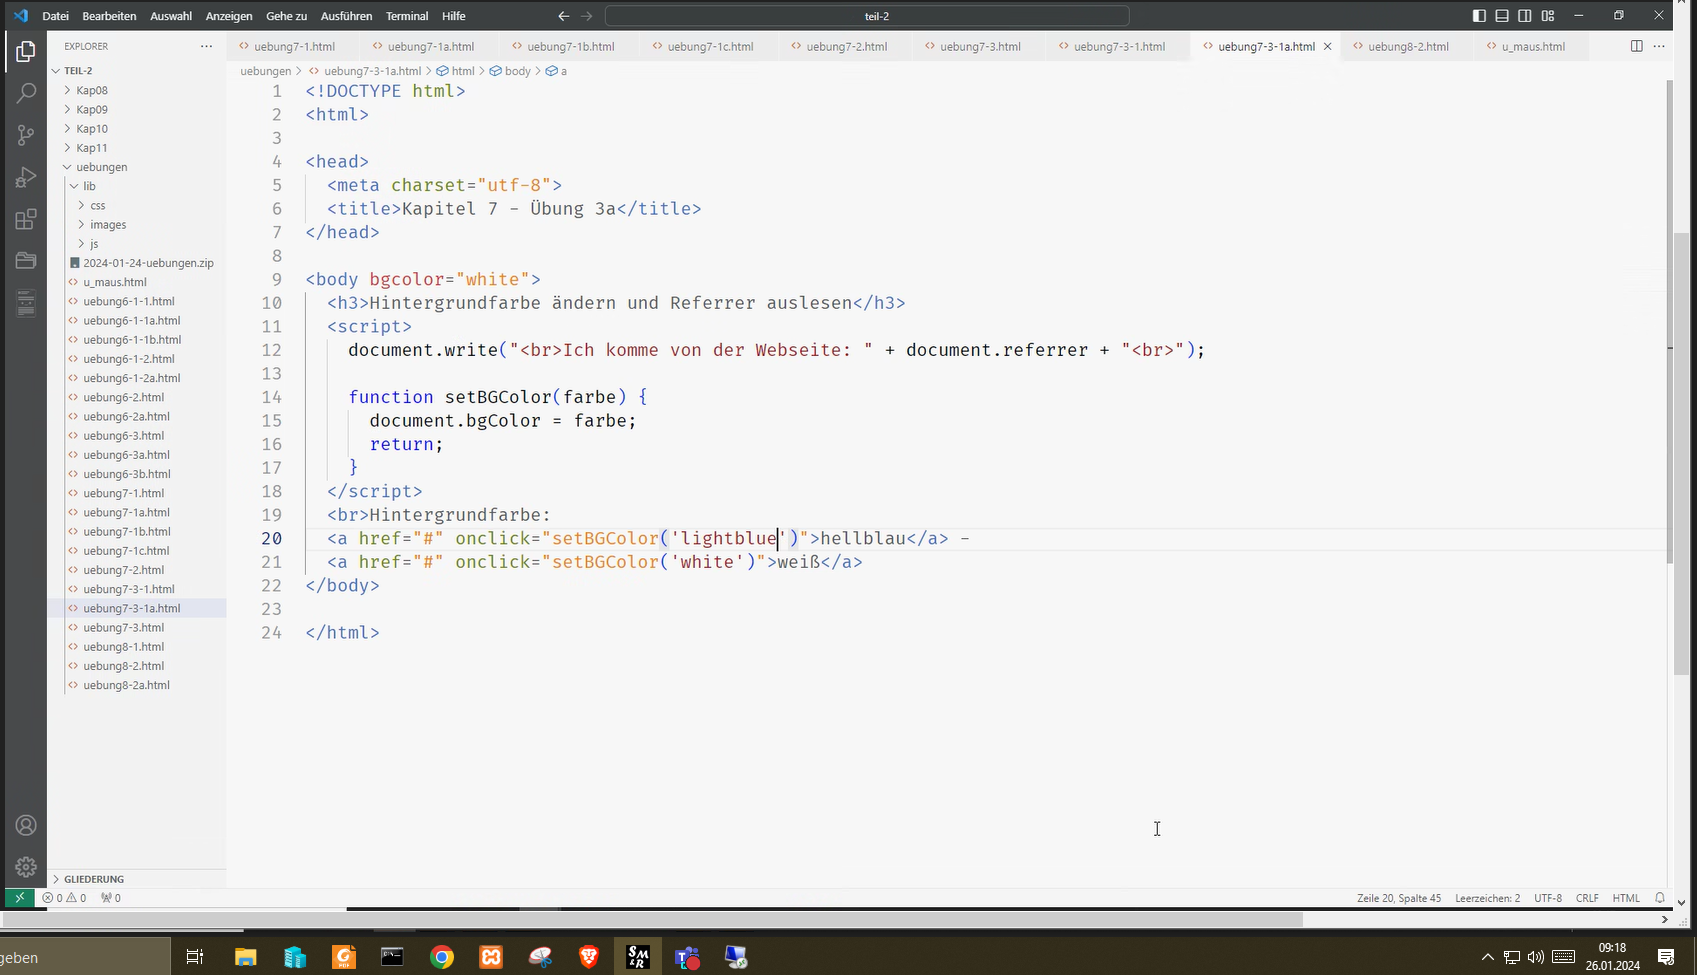 Datei Bearbeiten Auswahl Anzeigen Gehe zu Ausführen Terminal Hilfe
teil-2
EXPLORER
uebung7-1.html uebung7-1a.html uebung7-1b.html uebung7-1c.html uebung7-2.html uebung7-3.html uebung7-3-1.html uebung7-3-1a.html uebung8-2.html u_maus.html
TEIL-2
Kap08
Kap09
Kap10
Kap11
uebungen
lib
css
images
js
2024-01-24-uebungen.zip
u_maus.html
uebung6-1-1.html
uebung6-1-1a.html
uebung6-1-1b.html
uebung6-1-2.html
uebung6-1-2a.html
uebung6-2.html
uebung6-2a.html
uebung6-3.html
uebung6-3a.html
uebung6-3b.html
uebung7-1.html
uebung7-1a.html
uebung7-1b.html
uebung7-1c.html
uebung7-2.html
uebung7-3-1.html
uebung7-3-1a.html
uebung7-3.html
uebung8-1.html
uebung8-2.html
uebung8-2a.html
GLIEDERUNG
uebungen > uebung7-3-1a.html > html > body > a
1 <!DOCTYPE html>
2 <html>
3
4 <head>
5 <meta charset="utf-8">
6 <title>Kapitel 7 - Übung 3a</title>
7 </head>
8
9 <body bgcolor="white">
10 <h3>Hintergrundfarbe ändern und Referrer auslesen</h3>
11 <script>
12 document.write("<br>Ich komme von der Webseite: " + document.referrer + "<br>");
13
14 function setBGColor(farbe) {
15 document.bgColor = farbe;
16 return;
17 }
18 </script>
19 <br>Hintergrundfarbe:
20 <a href="#" onclick="setBGColor('lightblue')">hellblau</a> -
21 <a href="#" onclick="setBGColor('white')">weiß</a>
22 </body>
23
24 </html>
0 0 0
Zeile 20, Spalte 45 Leerzeichen: 2 UTF-8 CRLF HTML
geben
PDF
SM&R
09:18
26.01.2024